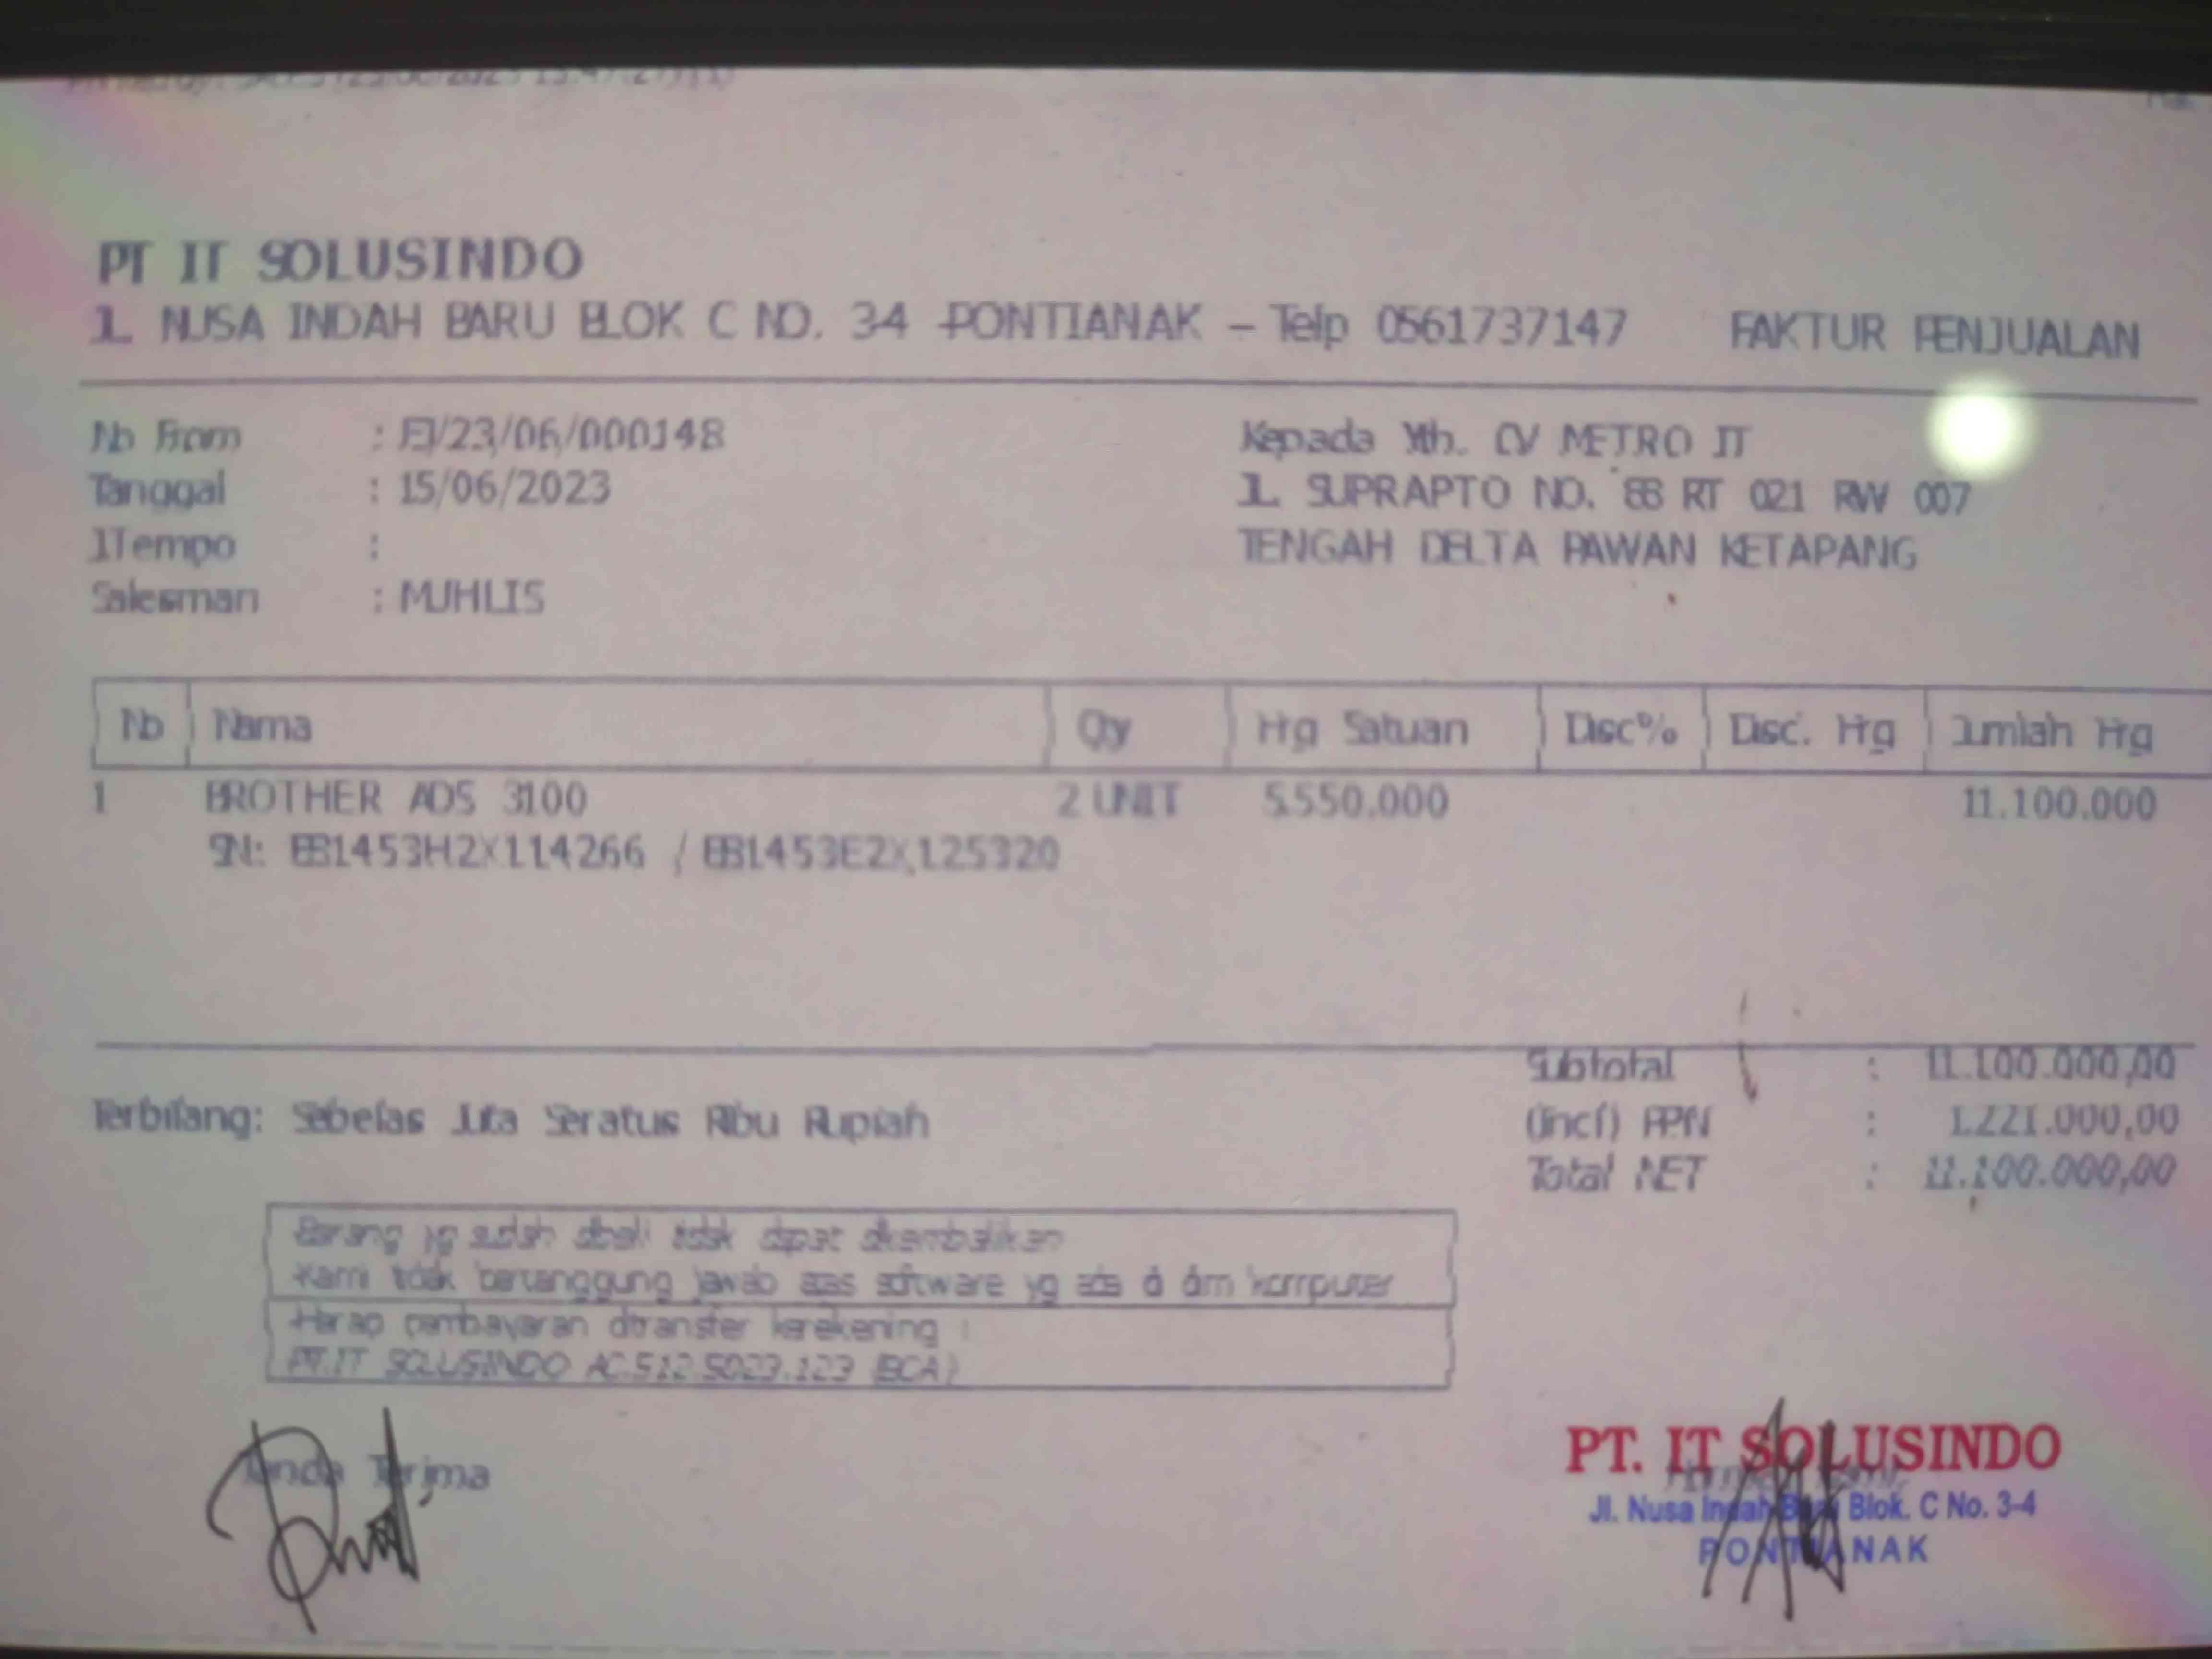 PT IT SOLUSINDO
JL NUSA INDAH BARU BLOK C NO. 3-4 PONTIANAK - Telp 0561737147 FAKTUR PENJUALAN
No From : FJ/23/06/000148
Tanggal : 15/06/2023
JTempo :
Salesman : MUHLIS
Kepada Yth. CV METRO IT
JL SUPRAPTO NO. RT 021 RW 007
TENGAH DELTA PAWAN KETAPANG
No Nama Qty Hrg Satuan Disc% Disc. Hrg Jumlah Hrg
1 BROTHER ADS 3100 2 UNIT 5.550.000 11.100.000
SN:
Subtotal : 11.100.000,00
Terbilang: Sebelas Juta Seratus Ribu Rupiah
(incl) PPN : 1.221.000,00
Total NET : 11.100.000,00
Barang yg sudah dibeli tidak dapat dikembalikan
Kami tidak bertanggung jawab atas software yg ada di dlm komputer
Harap pembayaran ditransfer kerekening :
PT.IT SOLUSINDO AC.512.5023.123 (BCA)
Tanda Terima
PT. IT SOLUSINDO
Jl. Nusa Indah Baru Blok. C No. 3-4
PONTIANAK